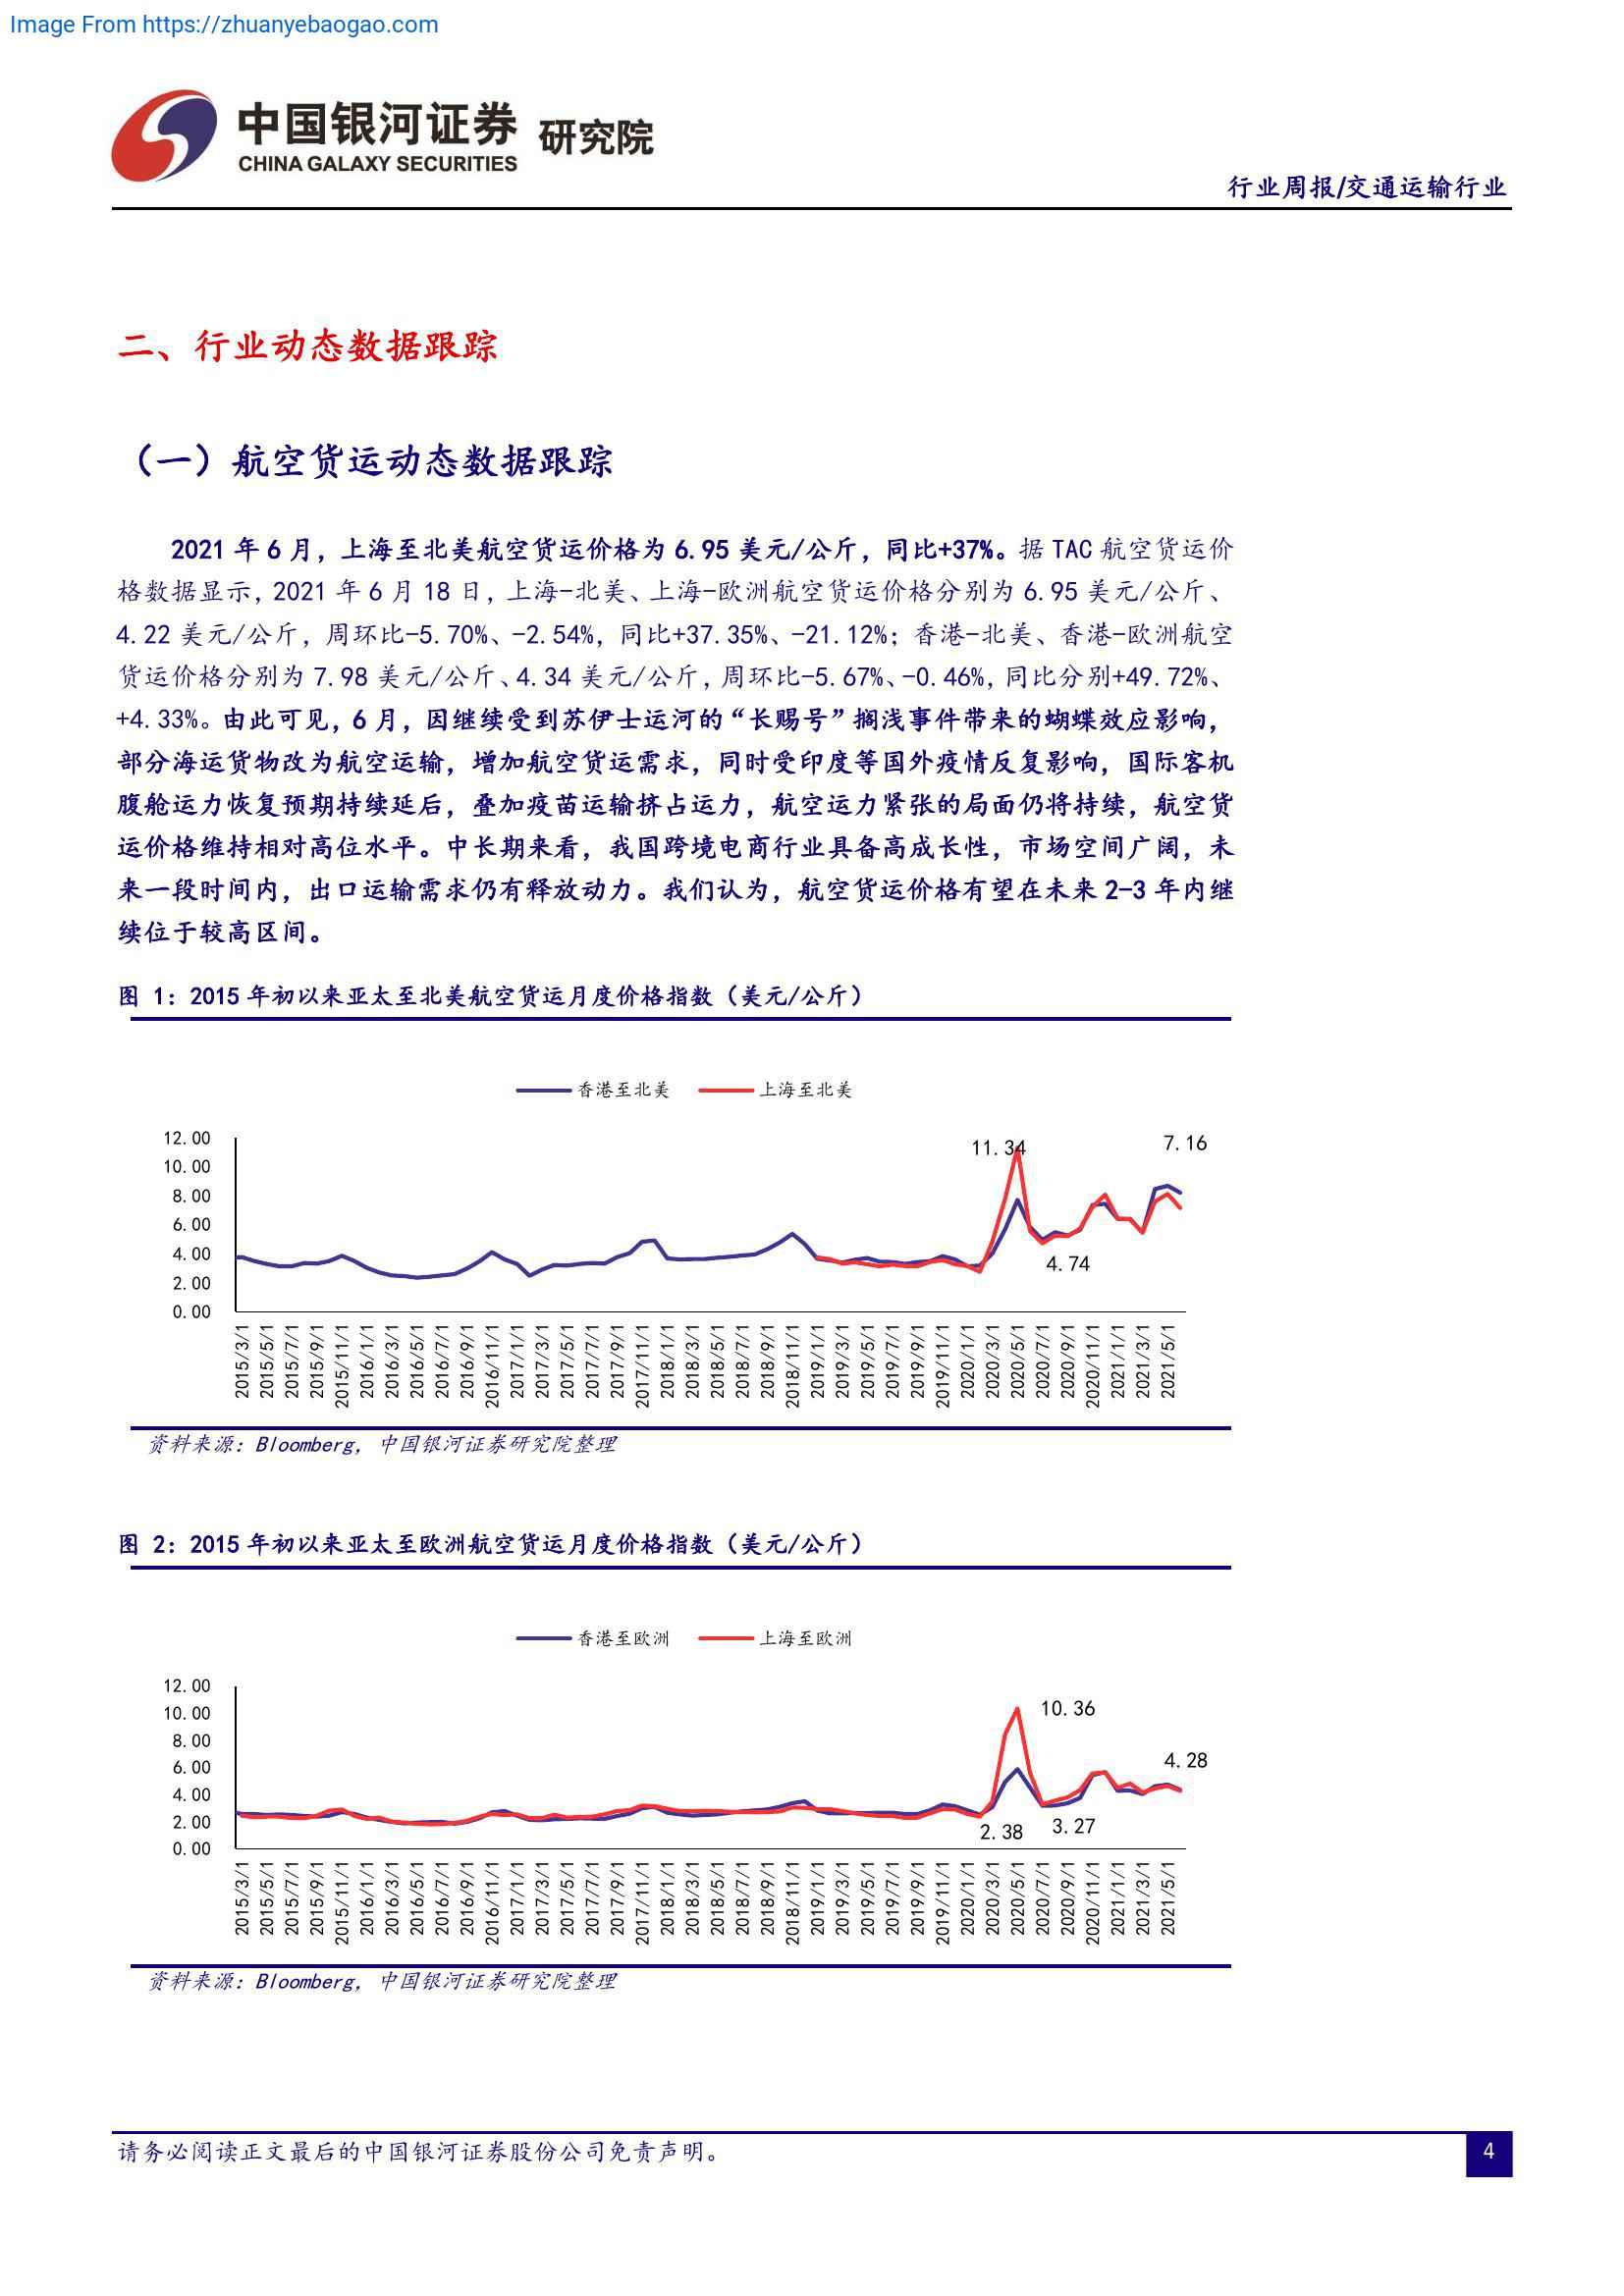 Image From https://zhuanyebaogao.com
中国银河证券 研究院
CHINA GALAXY SECURITIES
行业周报/交通运输行业
二、行业动态数据跟踪
（一）航空货运动态数据跟踪
2021 年 6 月，上海至北美航空货运价格为 6.95 美元/公斤，同比+37%。据 TAC 航空货运价
格数据显示，2021 年 6 月 18 日，上海-北美、上海-欧洲航空货运价格分别为 6.95 美元/公斤、
4.22 美元/公斤，周环比-5.70%、-2.54%，同比+37.35%、-21.12%；香港-北美、香港-欧洲航空
货运价格分别为 7.98 美元/公斤、4.34 美元/公斤，周环比-5.67%、-0.46%，同比分别+49.72%、
+4.33%。由此可见，6 月，因继续受到苏伊士运河的“长赐号”搁浅事件带来的蝴蝶效应影响，
部分海运货物改为航空运输，增加航空货运需求，同时受印度等国外疫情反复影响，国际客机
腹舱运力恢复预期持续延后，叠加疫苗运输挤占运力，航空运力紧张的局面仍将持续，航空货
运价格维持相对高位水平。中长期来看，我国跨境电商行业具备高成长性，市场空间广阔，未
来一段时间内，出口运输需求仍有释放动力。我们认为，航空货运价格有望在未来 2-3 年内继
续位于较高区间。
图 1：2015 年初以来亚太至北美航空货运月度价格指数（美元/公斤）
香港至北美 上海至北美
12.00
10.00
8.00
6.00
4.00
2.00
0.00
11.34
4.74
7.16
2015/3/1 2015/5/1 2015/7/1 2015/9/1 2015/11/1 2016/1/1 2016/3/1 2016/5/1 2016/7/1 2016/9/1 2016/11/1 2017/1/1 2017/3/1 2017/5/1 2017/7/1 2017/9/1 2017/11/1 2018/1/1 2018/3/1 2018/5/1 2018/7/1 2018/9/1 2018/11/1 2019/1/1 2019/3/1 2019/5/1 2019/7/1 2019/9/1 2019/11/1 2020/1/1 2020/3/1 2020/5/1 2020/7/1 2020/9/1 2020/11/1 2021/1/1 2021/3/1 2021/5/1
资料来源：Bloomberg, 中国银河证券研究院整理
图 2：2015 年初以来亚太至欧洲航空货运月度价格指数（美元/公斤）
香港至欧洲 上海至欧洲
12.00
10.00
8.00
6.00
4.00
2.00
0.00
10.36
4.28
2.38
3.27
2015/3/1 2015/5/1 2015/7/1 2015/9/1 2015/11/1 2016/1/1 2016/3/1 2016/5/1 2016/7/1 2016/9/1 2016/11/1 2017/1/1 2017/3/1 2017/5/1 2017/7/1 2017/9/1 2017/11/1 2018/1/1 2018/3/1 2018/5/1 2018/7/1 2018/9/1 2018/11/1 2019/1/1 2019/3/1 2019/5/1 2019/7/1 2019/9/1 2019/11/1 2020/1/1 2020/3/1 2020/5/1 2020/7/1 2020/9/1 2020/11/1 2021/1/1 2021/3/1 2021/5/1
资料来源：Bloomberg, 中国银河证券研究院整理
请务必阅读正文最后的中国银河证券股份公司免责声明。
4